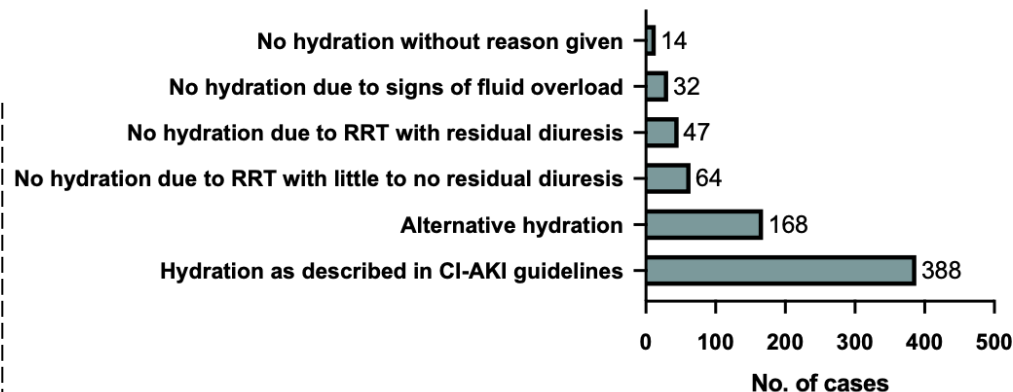 No hydration without reason given 14
No hydration due to signs of fluid overload 32
No hydration due to RRT with residual diuresis 47
No hydration due to RRT with little to no residual diuresis 64
Alternative hydration 168
Hydration as described in CI-AKI guidelines 388
0 100 200 300 400 500
No. of cases